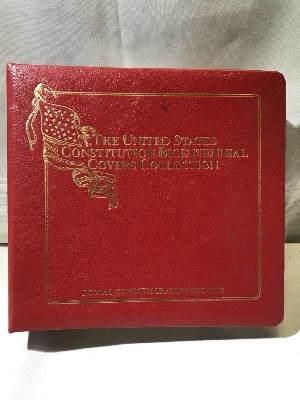 THE UNITED STATES
CONSTITUTION BICENTENNIAL
COVERS COLLECTION
POSTAL COMMEMORATIVE SOCIETY